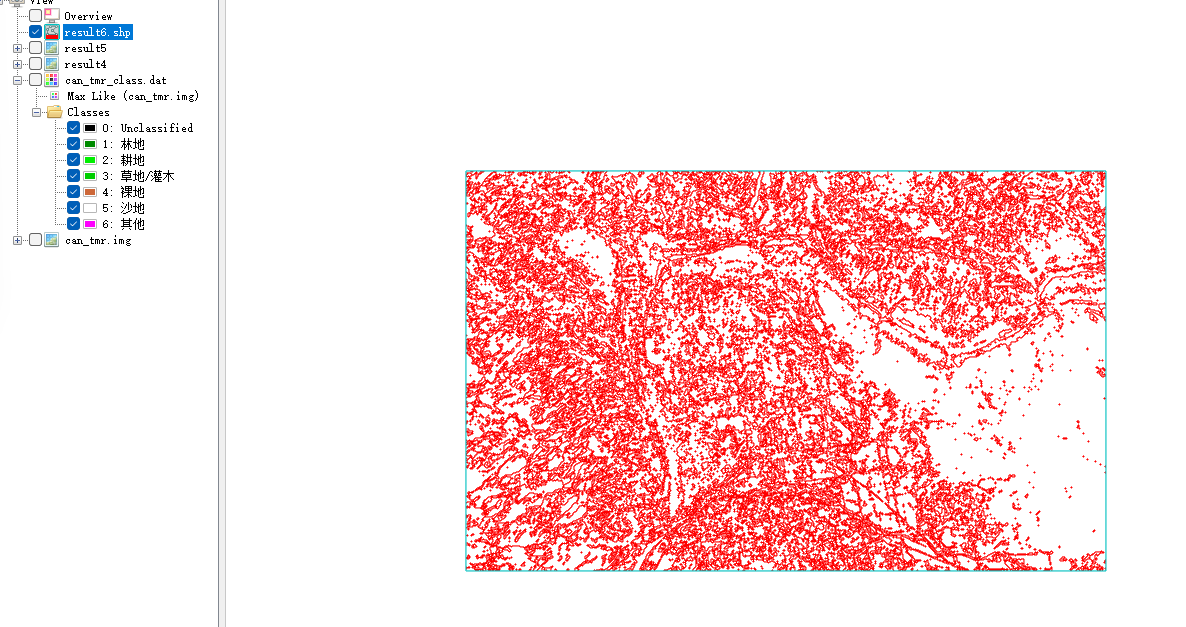 View
Overview
result6.shp
result5
result4
can_tmr_class.dat
Max Like (can_tmr.img)
Classes
0: Unclassified
1: 林地
2: 耕地
3: 草地/灌木
4: 裸地
5: 沙地
6: 其他
can_tmr.img